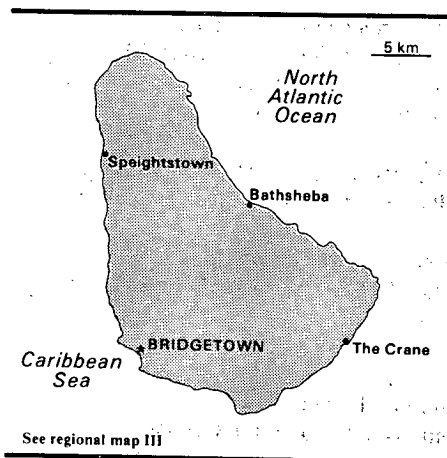 5 km
North
Atlantic
Ocean
Speightstown
Bathsheba
BRIDGETOWN
The Crane
Caribbean
Sea
See regional map III